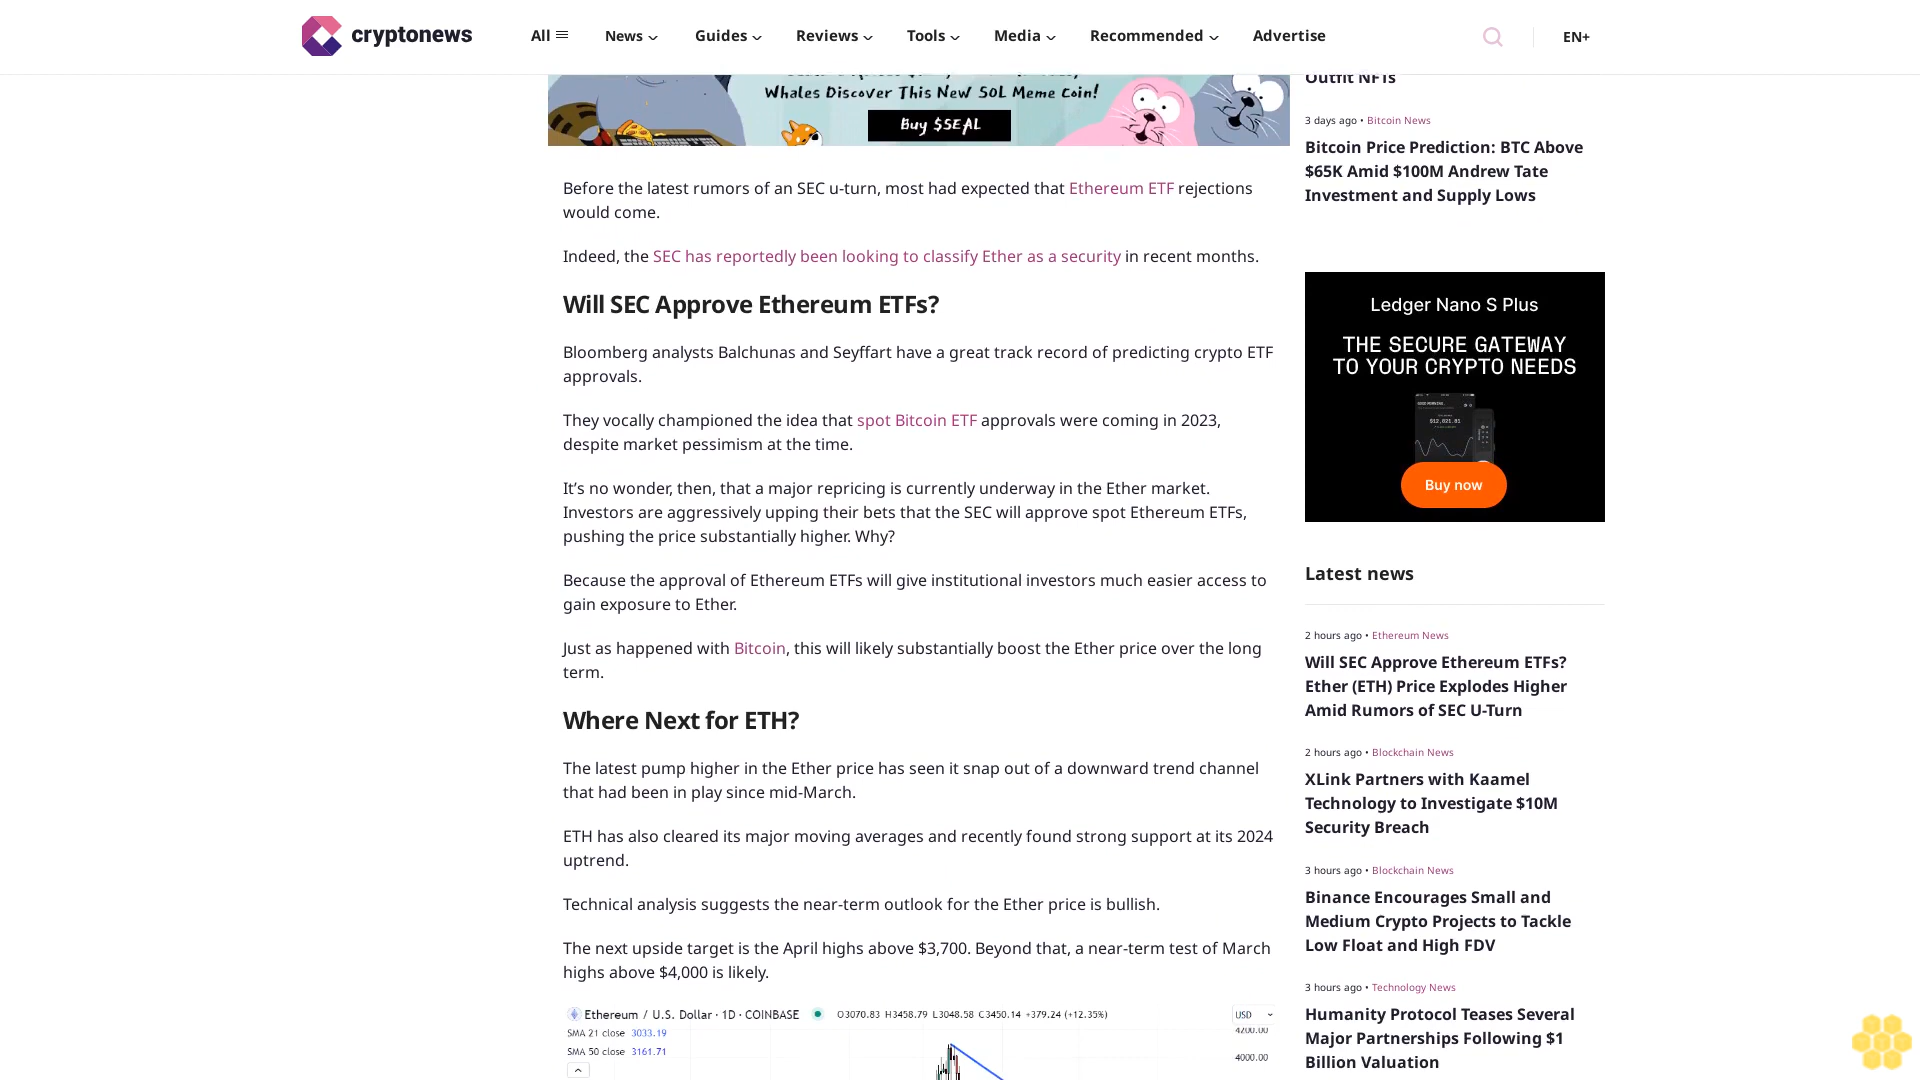 cryptonews
All
News
Guides
Reviews
Tools
Media
Recommended
Advertise
EN+
Whales Discover This New SOL Meme Coin!
Buy $SEAL
Before the latest rumors of an SEC u-turn, most had expected that Ethereum ETF rejections
would come.
Indeed, the SEC has reportedly been looking to classify Ether as a security in recent months.
Will SEC Approve Ethereum ETFs?
Bloomberg analysts Balchunas and Seyffart have a great track record of predicting crypto ETF
approvals.
They vocally championed the idea that spot Bitcoin ETF approvals were coming in 2023,
despite market pessimism at the time.
It’s no wonder, then, that a major repricing is currently underway in the Ether market.
Investors are aggressively upping their bets that the SEC will approve spot Ethereum ETFs,
pushing the price substantially higher. Why?
Because the approval of Ethereum ETFs will give institutional investors much easier access to
gain exposure to Ether.
Just as happened with Bitcoin, this will likely substantially boost the Ether price over the long
term.
Where Next for ETH?
The latest pump higher in the Ether price has seen it snap out of a downward trend channel
that had been in play since mid-March.
ETH has also cleared its major moving averages and recently found strong support at its 2024
uptrend.
Technical analysis suggests the near-term outlook for the Ether price is bullish.
The next upside target is the April highs above $3,700. Beyond that, a near-term test of March
highs above $4,000 is likely.
Ethereum / U.S. Dollar · 1D · COINBASE O3070.83 H3458.79 L3048.58 C3450.14 +379.24 (+12.35%)
USD
SMA 21 close 3033.19
4200.00
SMA 50 close 3161.71
4000.00
Outfit NFTs
3 days ago • Bitcoin News
Bitcoin Price Prediction: BTC Above
$65K Amid $100M Andrew Tate
Investment and Supply Lows
Ledger Nano S Plus
THE SECURE GATEWAY
TO YOUR CRYPTO NEEDS
$12,021.83
Buy now
Latest news
2 hours ago • Ethereum News
Will SEC Approve Ethereum ETFs?
Ether (ETH) Price Explodes Higher
Amid Rumors of SEC U-Turn
2 hours ago • Blockchain News
XLink Partners with Kaamel
Technology to Investigate $10M
Security Breach
3 hours ago • Blockchain News
Binance Encourages Small and
Medium Crypto Projects to Tackle
Low Float and High FDV
3 hours ago • Technology News
Humanity Protocol Teases Several
Major Partnerships Following $1
Billion Valuation